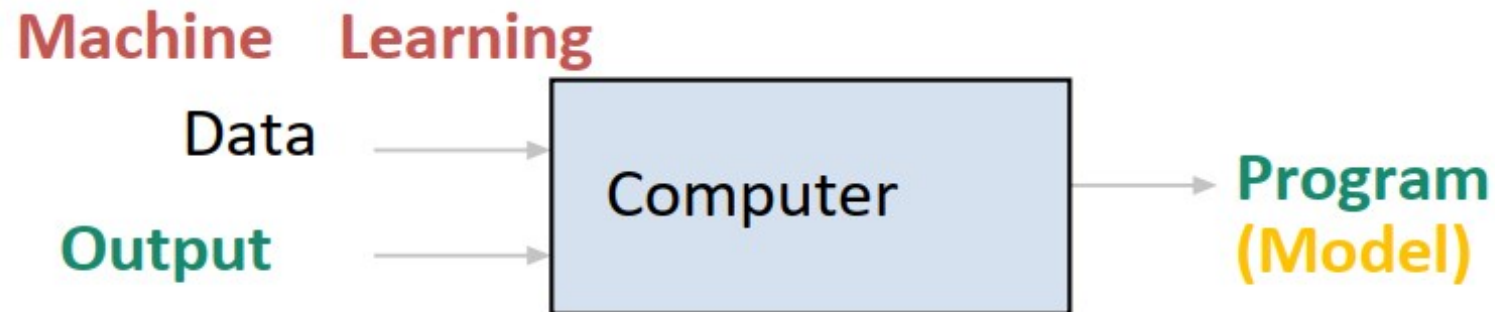 Machine Learning
Data
Output
Computer
Program
(Model)